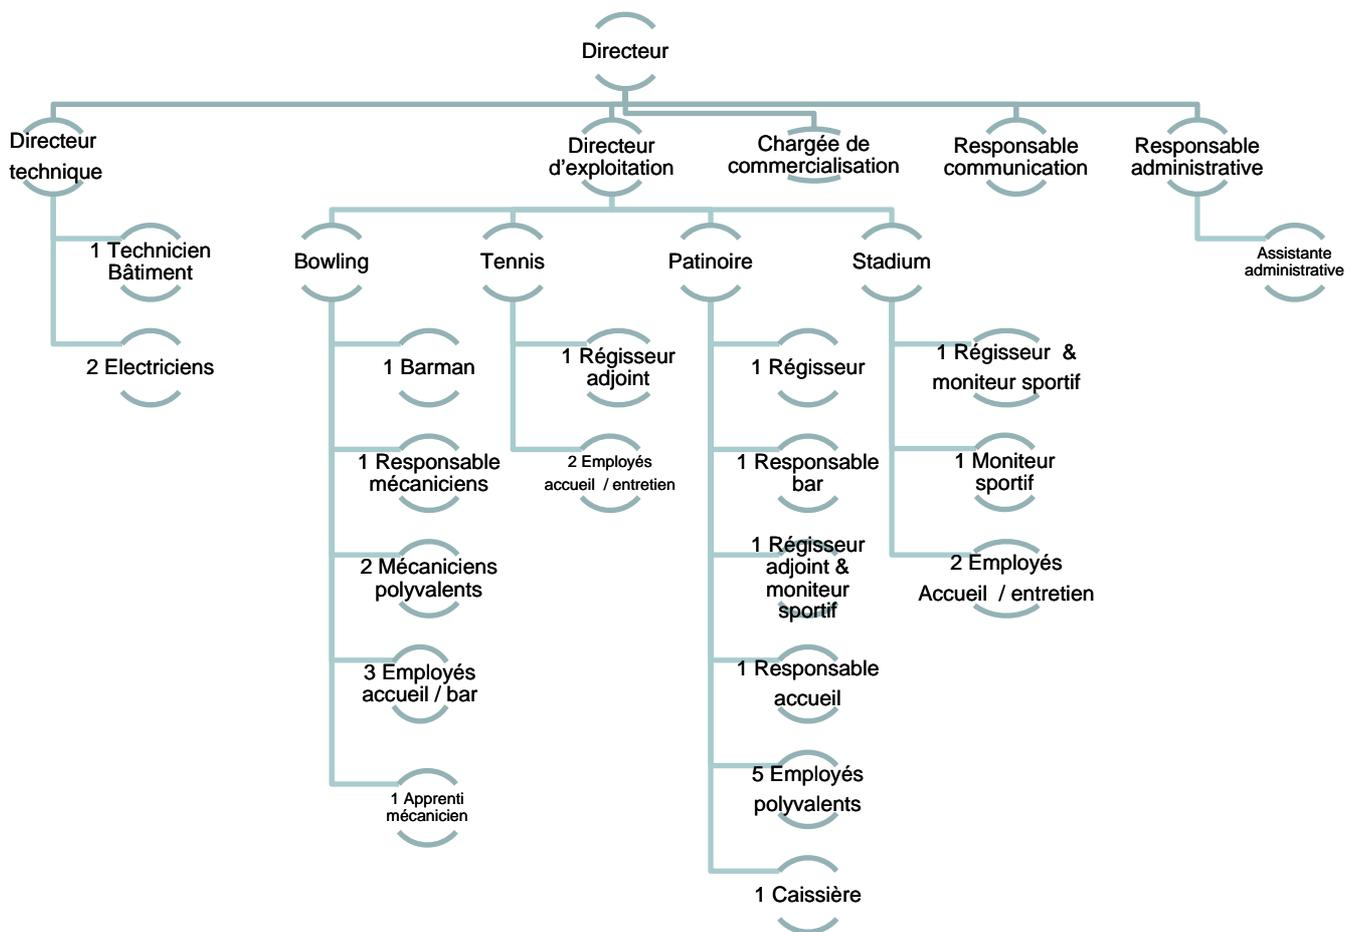 Directeur
Directeur
technique
Directeur
d'exploitation
Chargée de
commercialisation
Responsable
communication
Responsable
administrative
1 Technicien
Bâtiment
2 Electriciens
Bowling
Tennis
Patinoire
Stadium
Assistante
administrative
1 Barman
1 Responsable
mécaniciens
2 Mécaniciens
polyvalents
3 Employés
accueil / bar
1 Apprenti
mécanicien
1 Régisseur
adjoint
2 Employés
accueil / entretien
1 Régisseur
1 Responsable
bar
1 Régisseur
adjoint &
moniteur
sportif
1 Responsable
accueil
5 Employés
polyvalents
1 Caissière
1 Régisseur &
moniteur sportif
1 Moniteur
sportif
2 Employés
Accueil / entretien